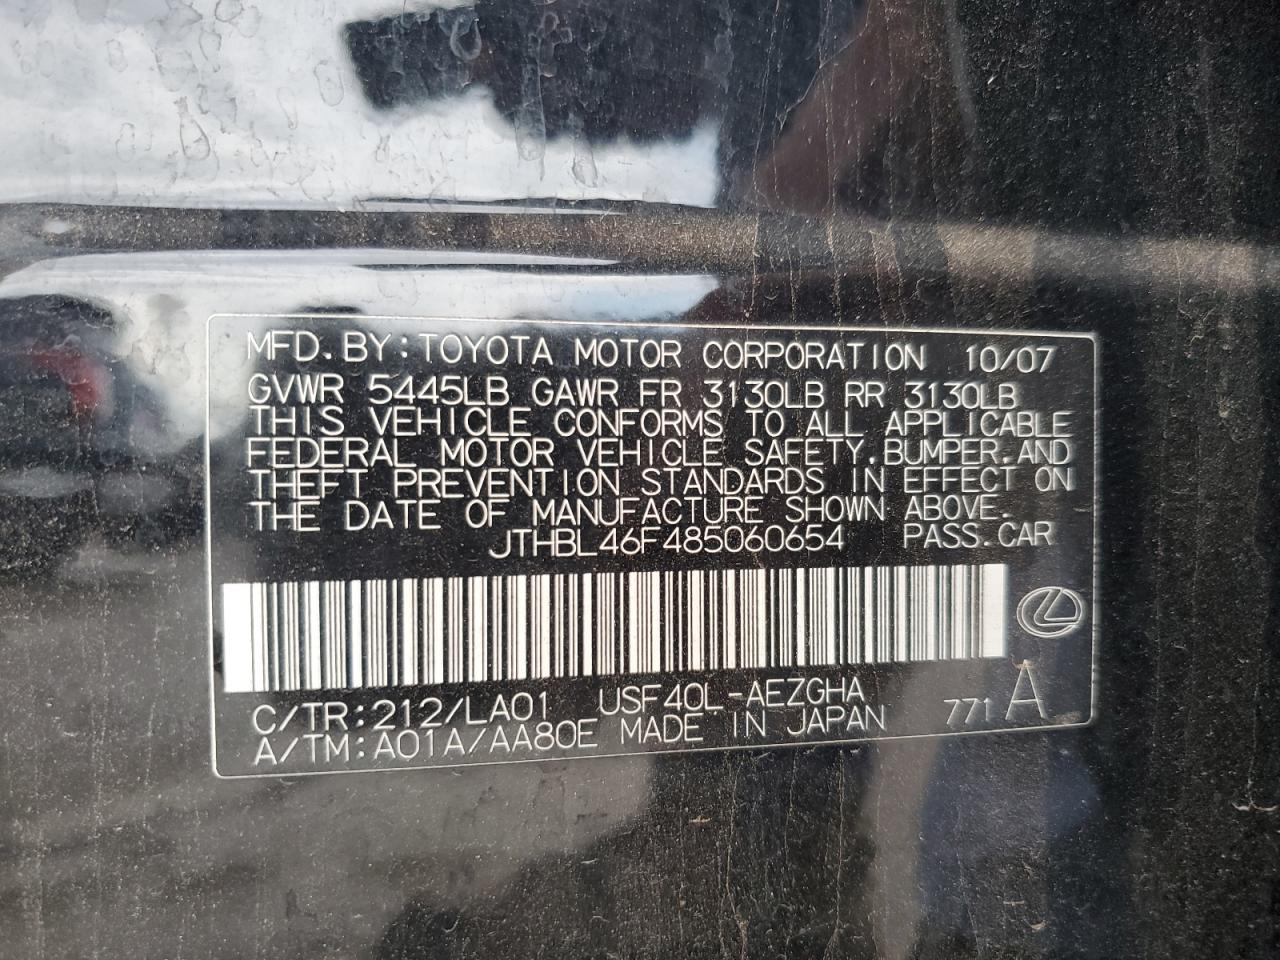 MFD. BY: TOYOTA MOTOR CORPORATION 10/07
GVWR 5445LB GAWR FR 3130LB RR 3130LB
THIS VEHICLE CONFORMS TO ALL APPLICABLE
FEDERAL MOTOR VEHICLE SAFETY, BUMPER, AND
THEFT PREVENTION STANDARDS IN EFFECT ON
THE DATE OF MANUFACTURE SHOWN ABOVE.
JTHBL46F485060654 PASS. CAR
C/TR: 212/LA01 USF40L-AEZGHA
A/TM: A01A/AA80E MADE IN JAPAN 771 A